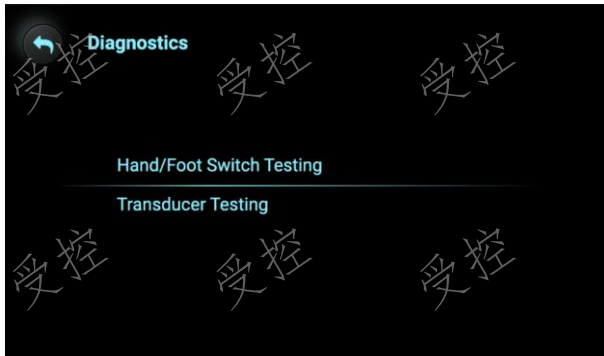 Diagnostics
受控 受控 受控
Hand/Foot Switch Testing
Transducer Testing
受控 受控 受控